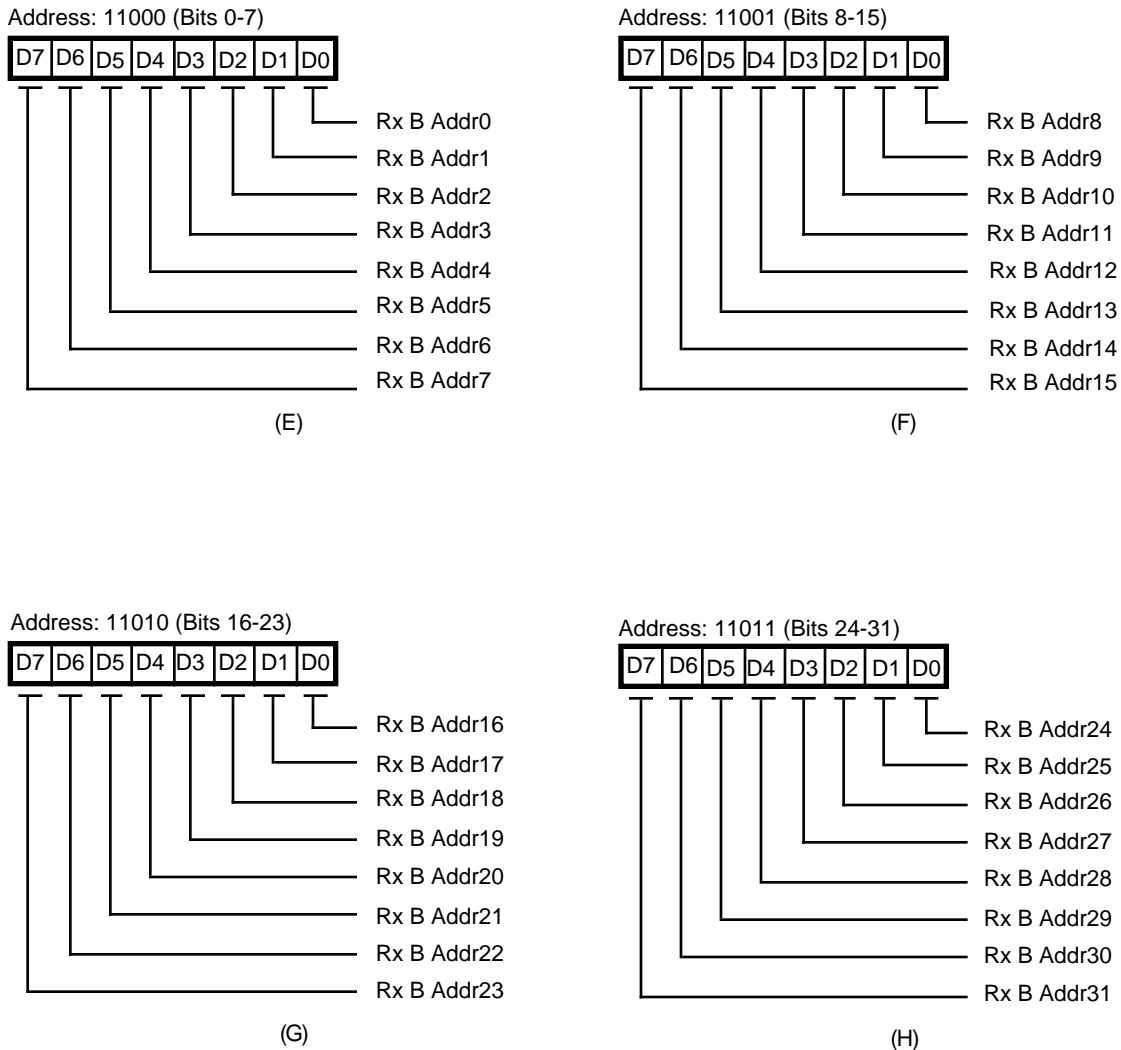 Address: 11000 (Bits 0-7)
D7 D6 D5 D4 D3 D2 D1 D0
Rx B Addr0
Rx B Addr1
Rx B Addr2
Rx B Addr3
Rx B Addr4
Rx B Addr5
Rx B Addr6
Rx B Addr7
(E)
Address: 11001 (Bits 8-15)
D7 D6 D5 D4 D3 D2 D1 D0
Rx B Addr8
Rx B Addr9
Rx B Addr10
Rx B Addr11
Rx B Addr12
Rx B Addr13
Rx B Addr14
Rx B Addr15
(F)
Address: 11010 (Bits 16-23)
D7 D6 D5 D4 D3 D2 D1 D0
Rx B Addr16
Rx B Addr17
Rx B Addr18
Rx B Addr19
Rx B Addr20
Rx B Addr21
Rx B Addr22
Rx B Addr23
(G)
Address: 11011 (Bits 24-31)
D7 D6 D5 D4 D3 D2 D1 D0
Rx B Addr24
Rx B Addr25
Rx B Addr26
Rx B Addr27
Rx B Addr28
Rx B Addr29
Rx B Addr30
Rx B Addr31
(H)